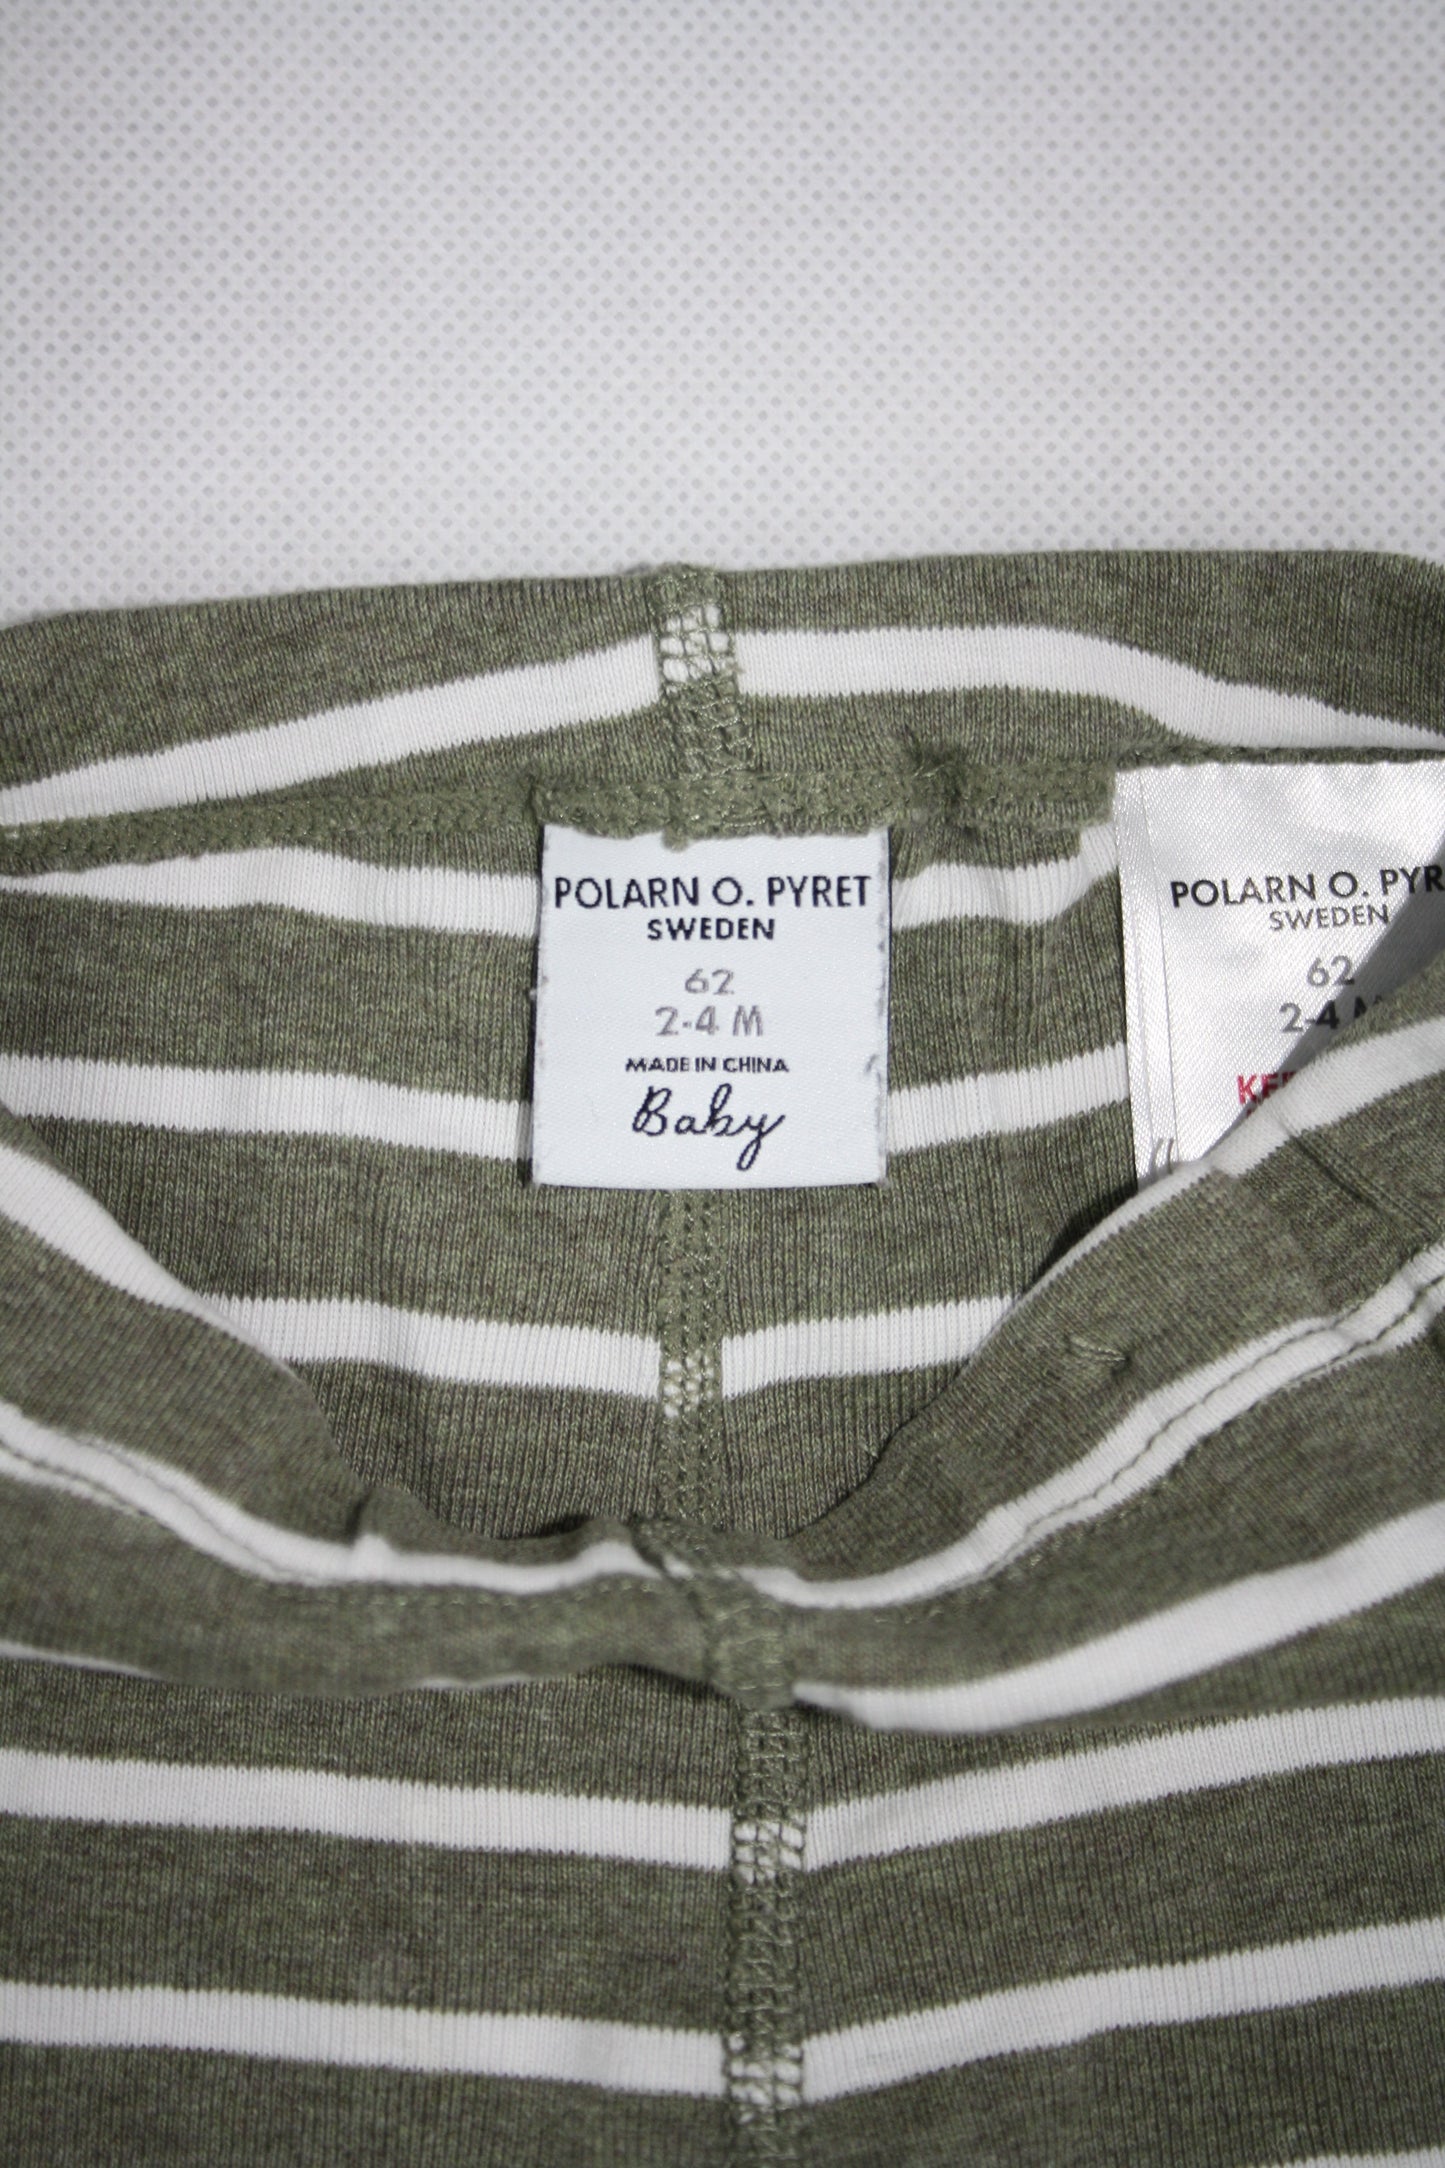 POLARN O. PYRET
SWEDEN
62
2-4 M
MADE IN CHINA
Baby
POLARN O. PYR
SWEDEN
62
2-4 M